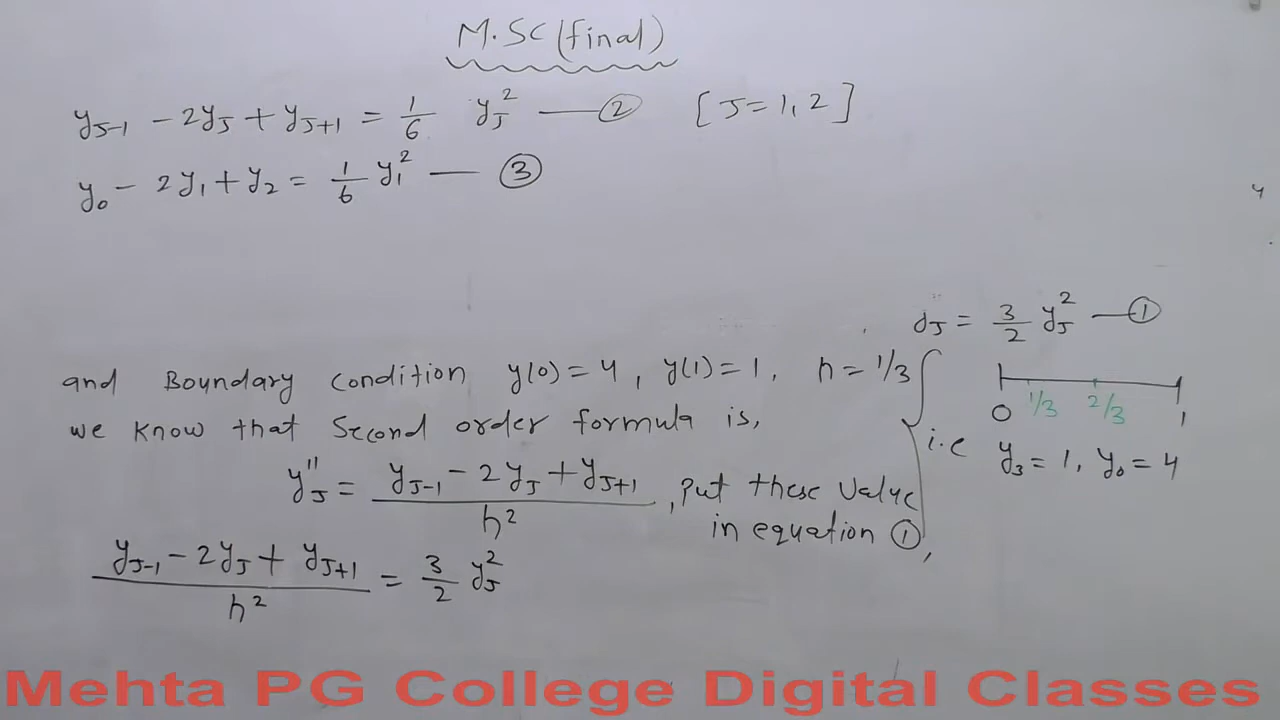 M.SC (final)
y_{J-1} - 2y_J + y_{J+1} = 1/6 y_J^2 —— ② [J = 1, 2]
y_0 - 2y_1 + y_2 = 1/6 y_1^2 — ③
y_J = 3/2 y_J^2 — ①
and Boundary condition y(0) = 4, y(1) = 1, h = 1/3
0 1/3 2/3 1
we know that Second order formula is,
i.e y_3 = 1, y_0 = 4
y''_J = (y_{J-1} - 2y_J + y_{J+1}) / h^2, put these value
in equation ①,
(y_{J-1} - 2y_J + y_{J+1}) / h^2 = 3/2 y_J^2
Mehta PG College Digital Classes